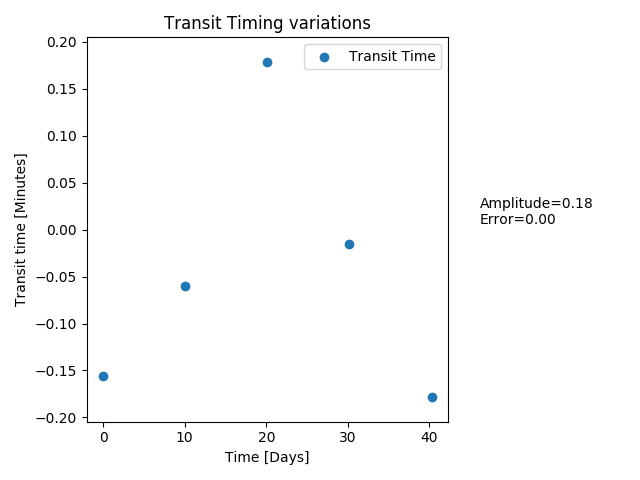 Transit Timing variations
Transit Time
0.20
0.15
0.10
0.05
0.00
−0.05
−0.10
−0.15
−0.20
Transit time [Minutes]
0
10
20
30
40
Time [Days]
Amplitude=0.18
Error=0.00